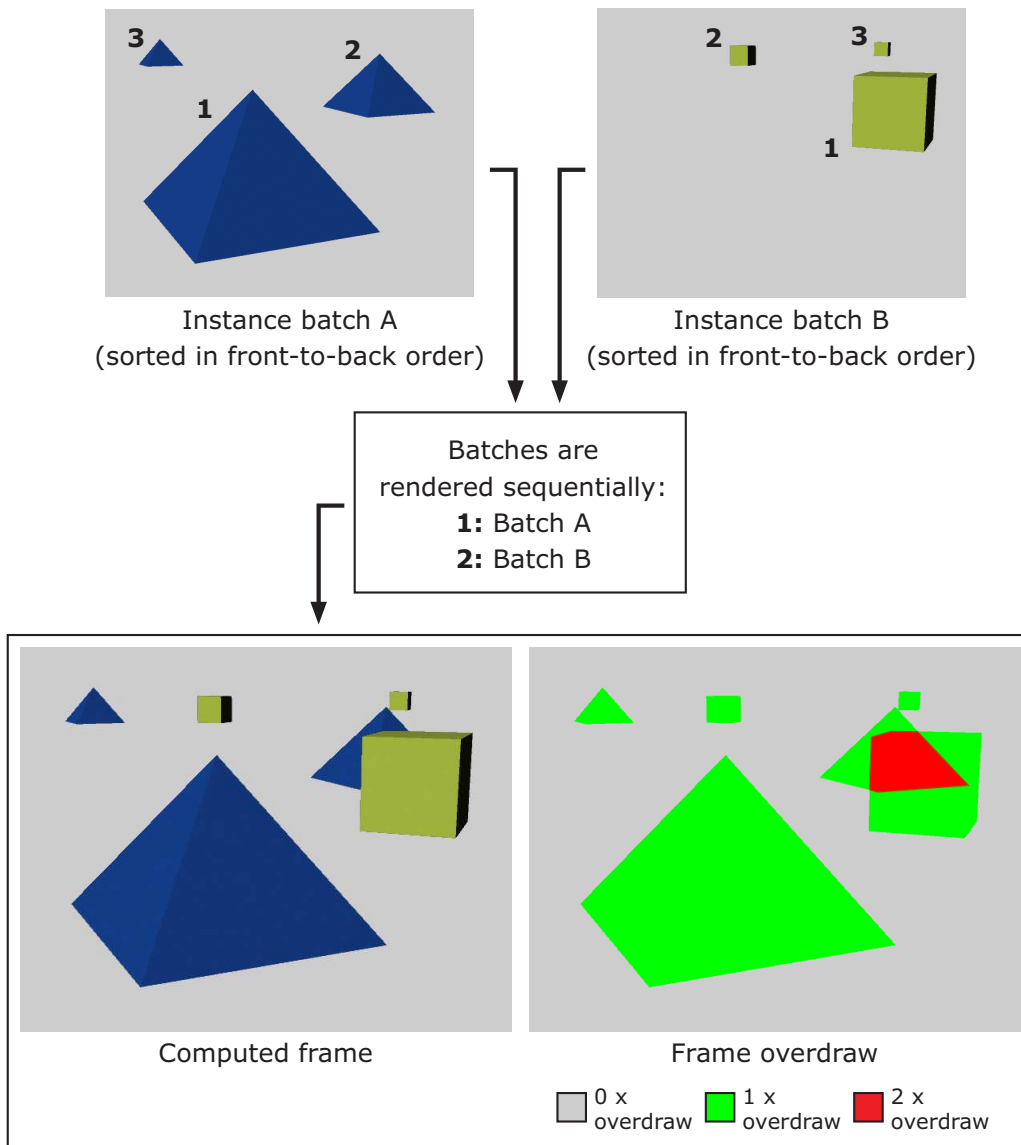 3
2
1
2
3
1
Instance batch A
(sorted in front-to-back order)
Instance batch B
(sorted in front-to-back order)
Batches are
rendered sequentially:
1: Batch A
2: Batch B
Computed frame
Frame overdraw
0 x
overdraw
1 x
overdraw
2 x
overdraw